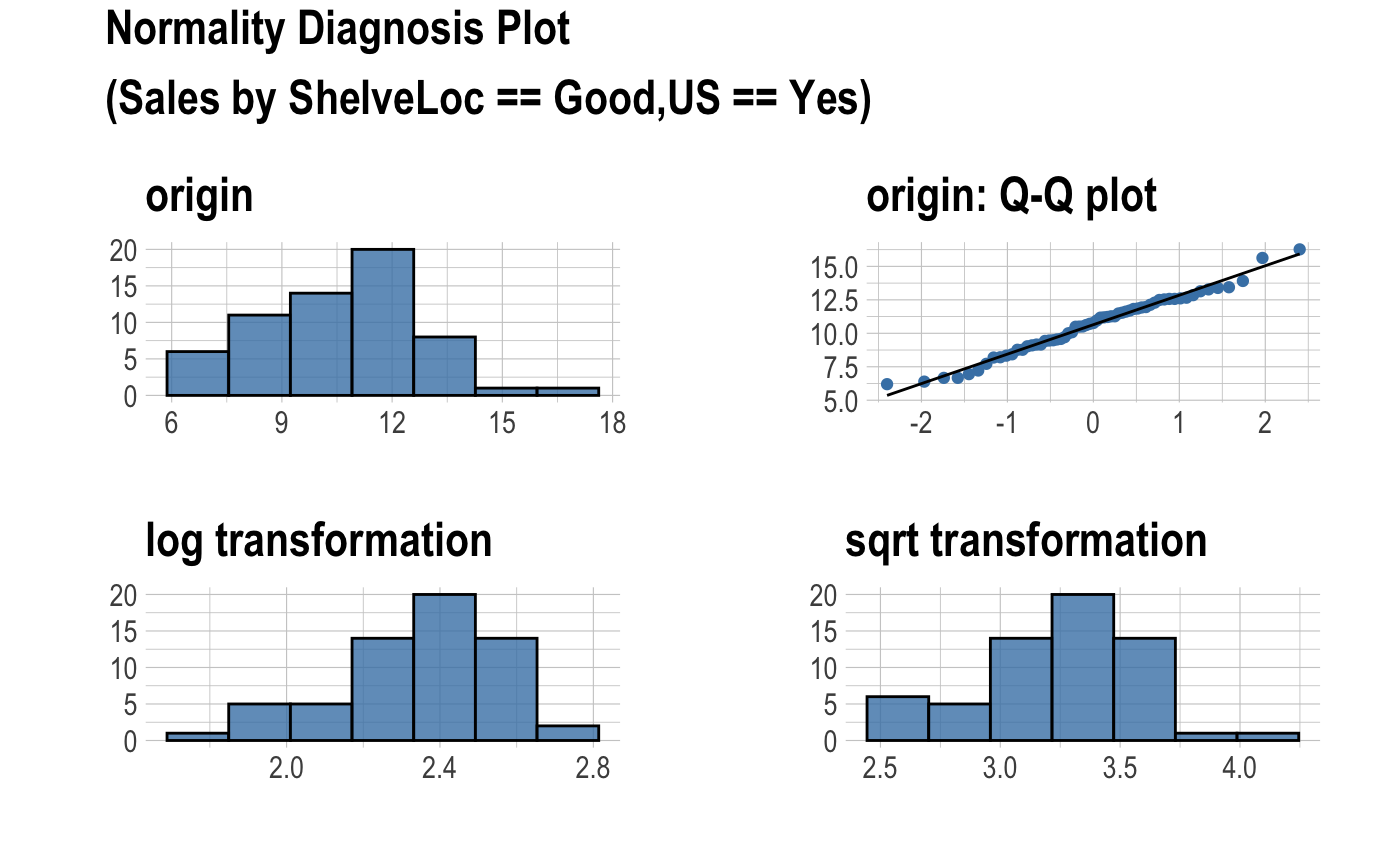 Normality Diagnosis Plot
(Sales by ShelveLoc == Good,US == Yes)
origin
20
15
10
5
0
6 9 12 15 18
origin: Q-Q plot
15.0
12.5
10.0
7.5
5.0
-2 -1 0 1 2
log transformation
20
15
10
5
0
2.0 2.4 2.8
sqrt transformation
20
15
10
5
0
2.5 3.0 3.5 4.0